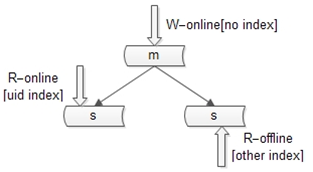 W-online[no index]
m
R-online
[uid index]
s
s
R-offline
[other index]